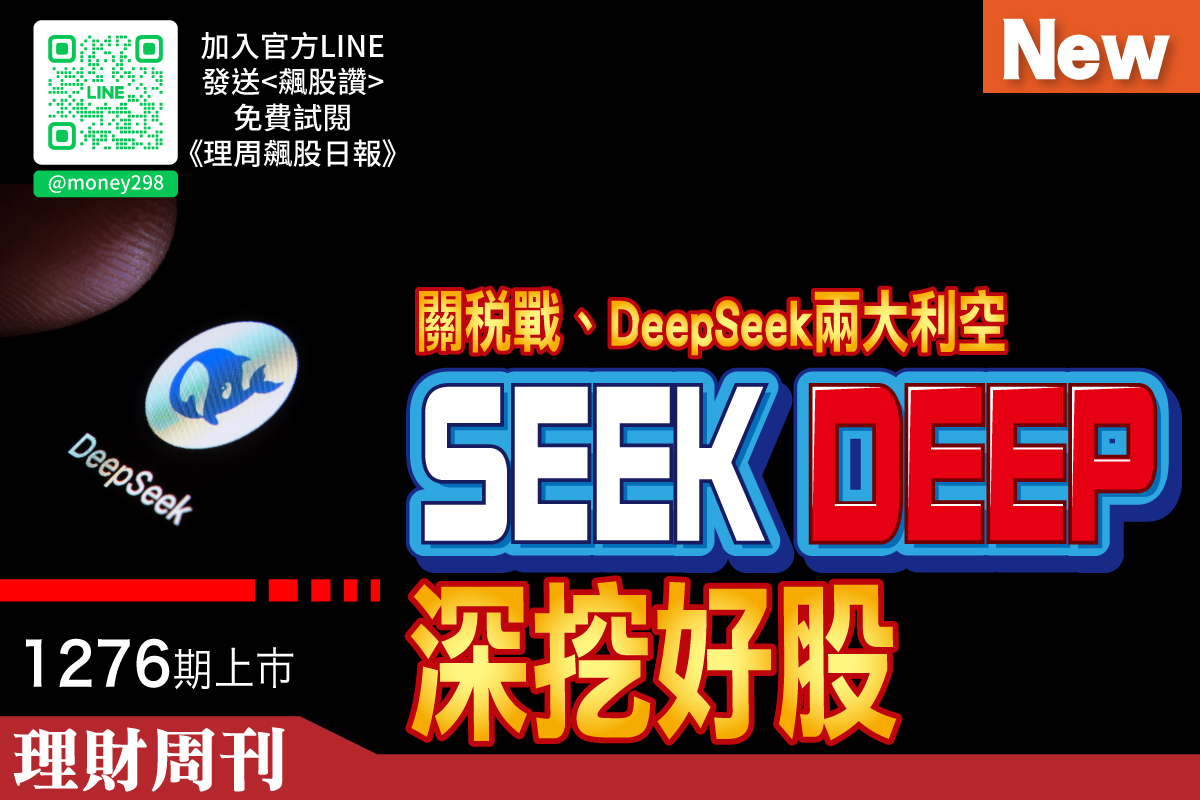 LINE
@money298
加入官方LINE
發送<飆股讚>
免費試閱
《理周飆股日報》
New
DeepSeek
關税戰、DeepSeek兩大利空
SEEK DEEP
深挖好股
1276期上市
理財周刊